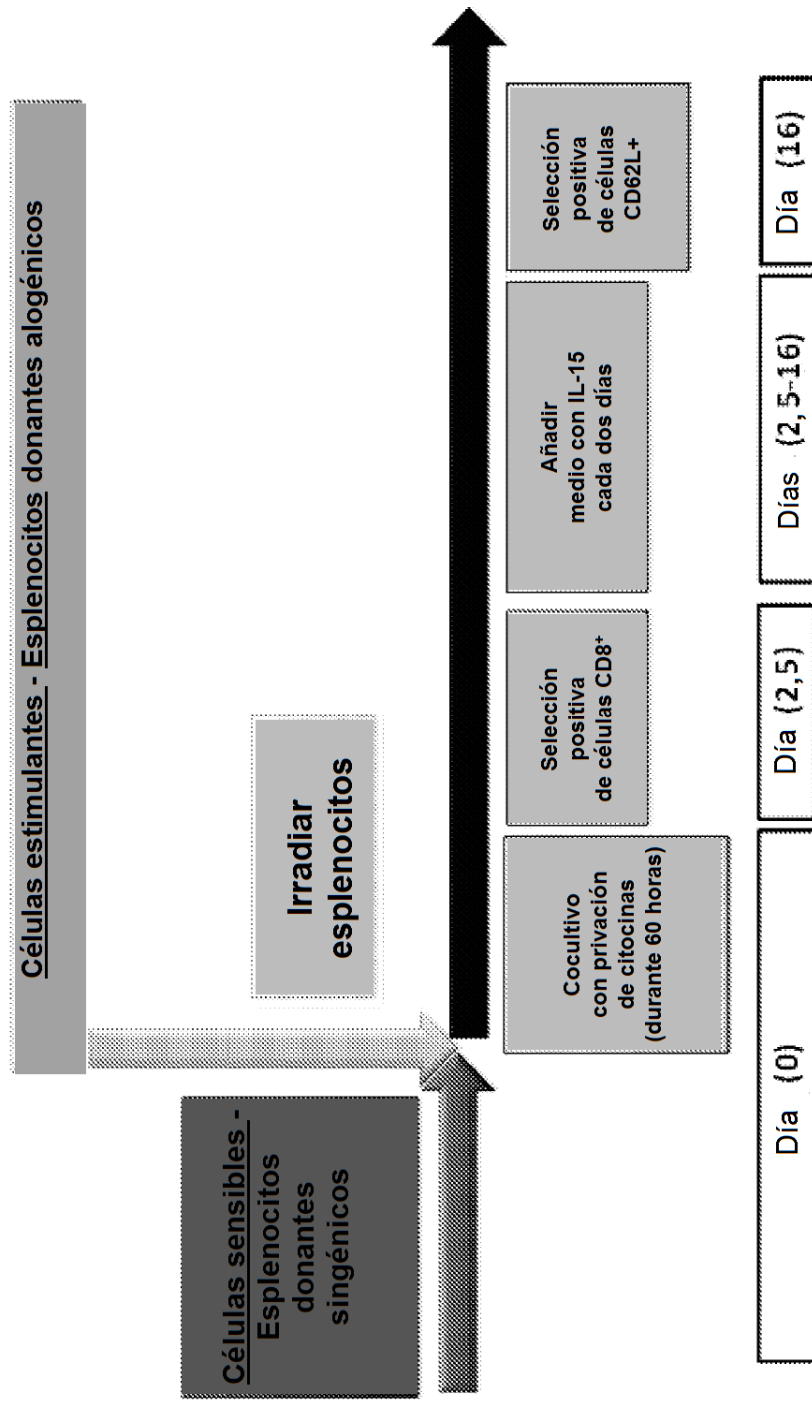 Células estimulantes - Esplenocitos donantes alogénicos
Células sensibles -
Esplenocitos
donantes
singénicos
Irradiar
esplenocitos
Cocultivo
con privación
de citocinas
(durante 60 horas)
Selección
positiva
de células CD8⁺
Añadir
medio con IL-15
cada dos días
Selección
positiva
de células
CD62L+
Día (0)
Día (2,5)
Días (2,5-16)
Día (16)